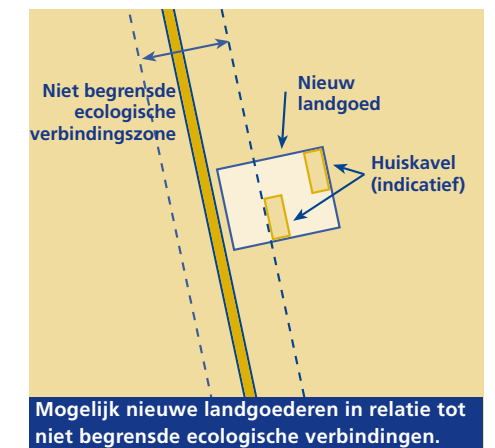 Niet begrensde
ecologische
verbindingszone
Nieuw
landgoed
Huiskavel
(indicatief)
Mogelijk nieuwe landgoederen in relatie tot
niet begrensde ecologische verbindingen.